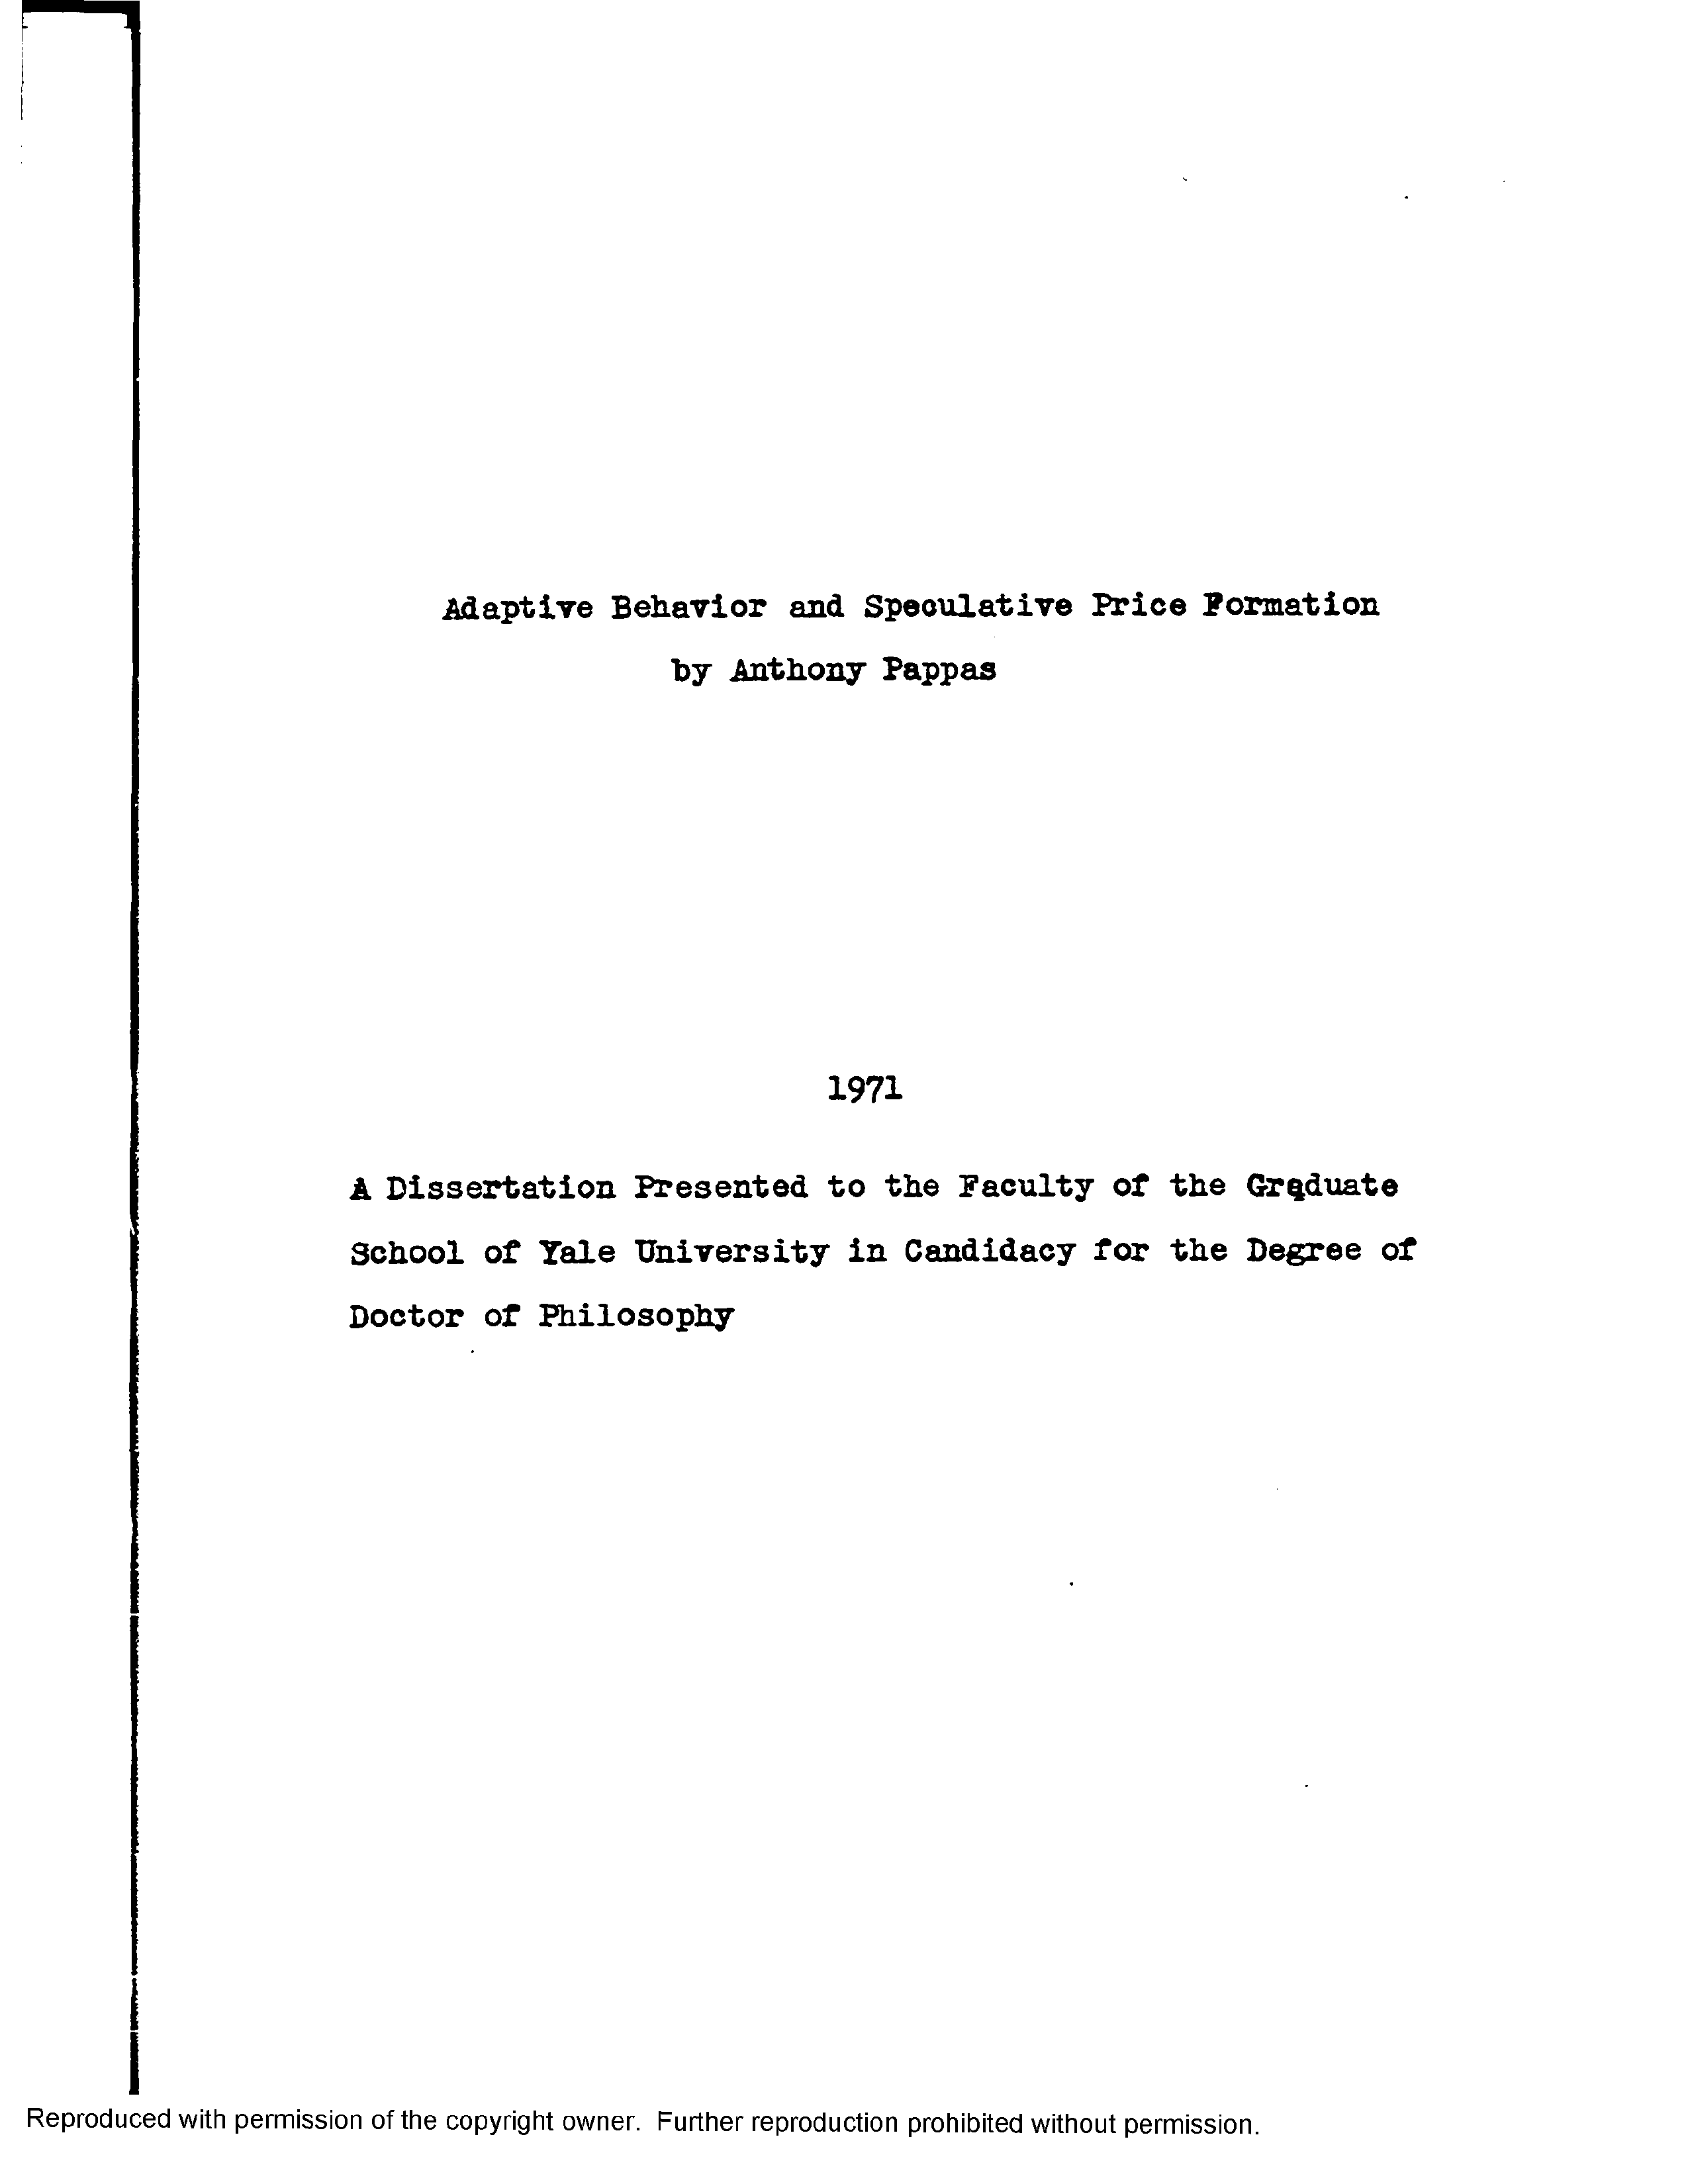 Adaptive Behavior and Speculative Price Formation
by Anthony Pappas
1971
A Dissertation Presented to the Faculty of the Graduate
School of Yale University in Candidacy for the Degree of
Doctor of Philosophy
Reproduced with permission of the copyright owner. Further reproduction prohibited without permission.